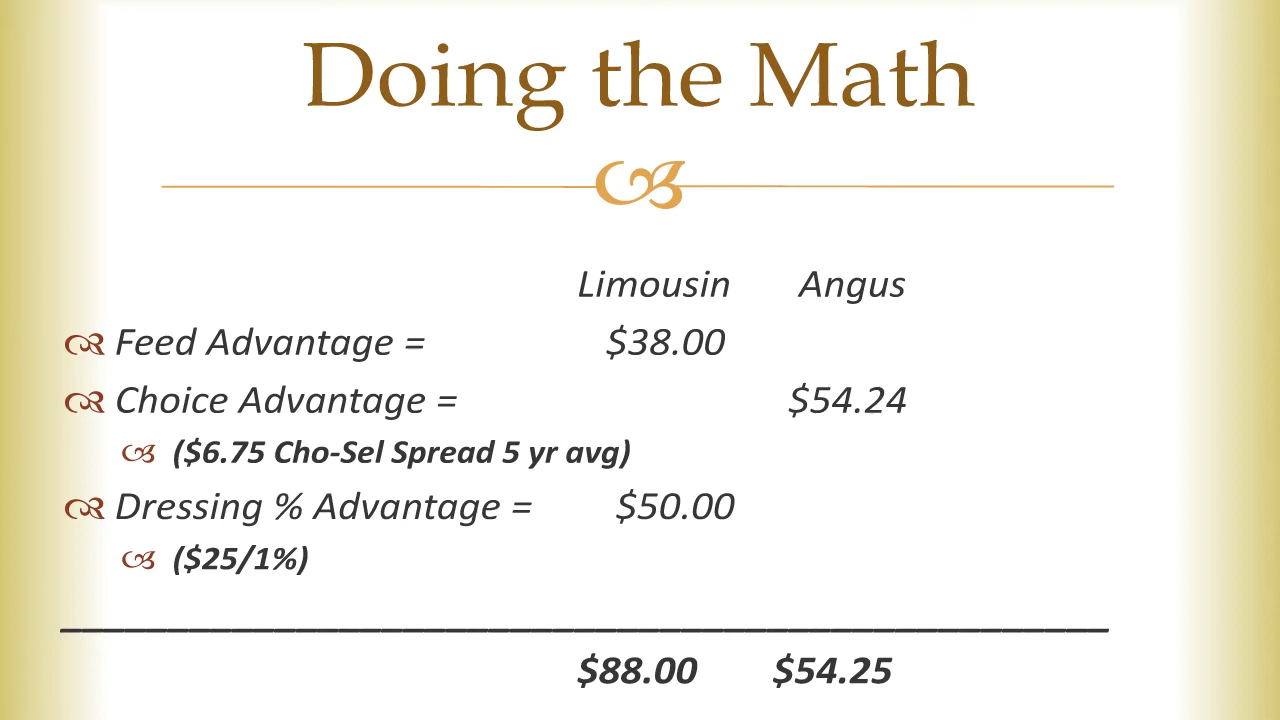 Doing the Math
Limousin Angus
Feed Advantage = $38.00
Choice Advantage = $54.24
($6.75 Cho-Sel Spread 5 yr avg)
Dressing % Advantage = $50.00
($25/1%)
$88.00 $54.25